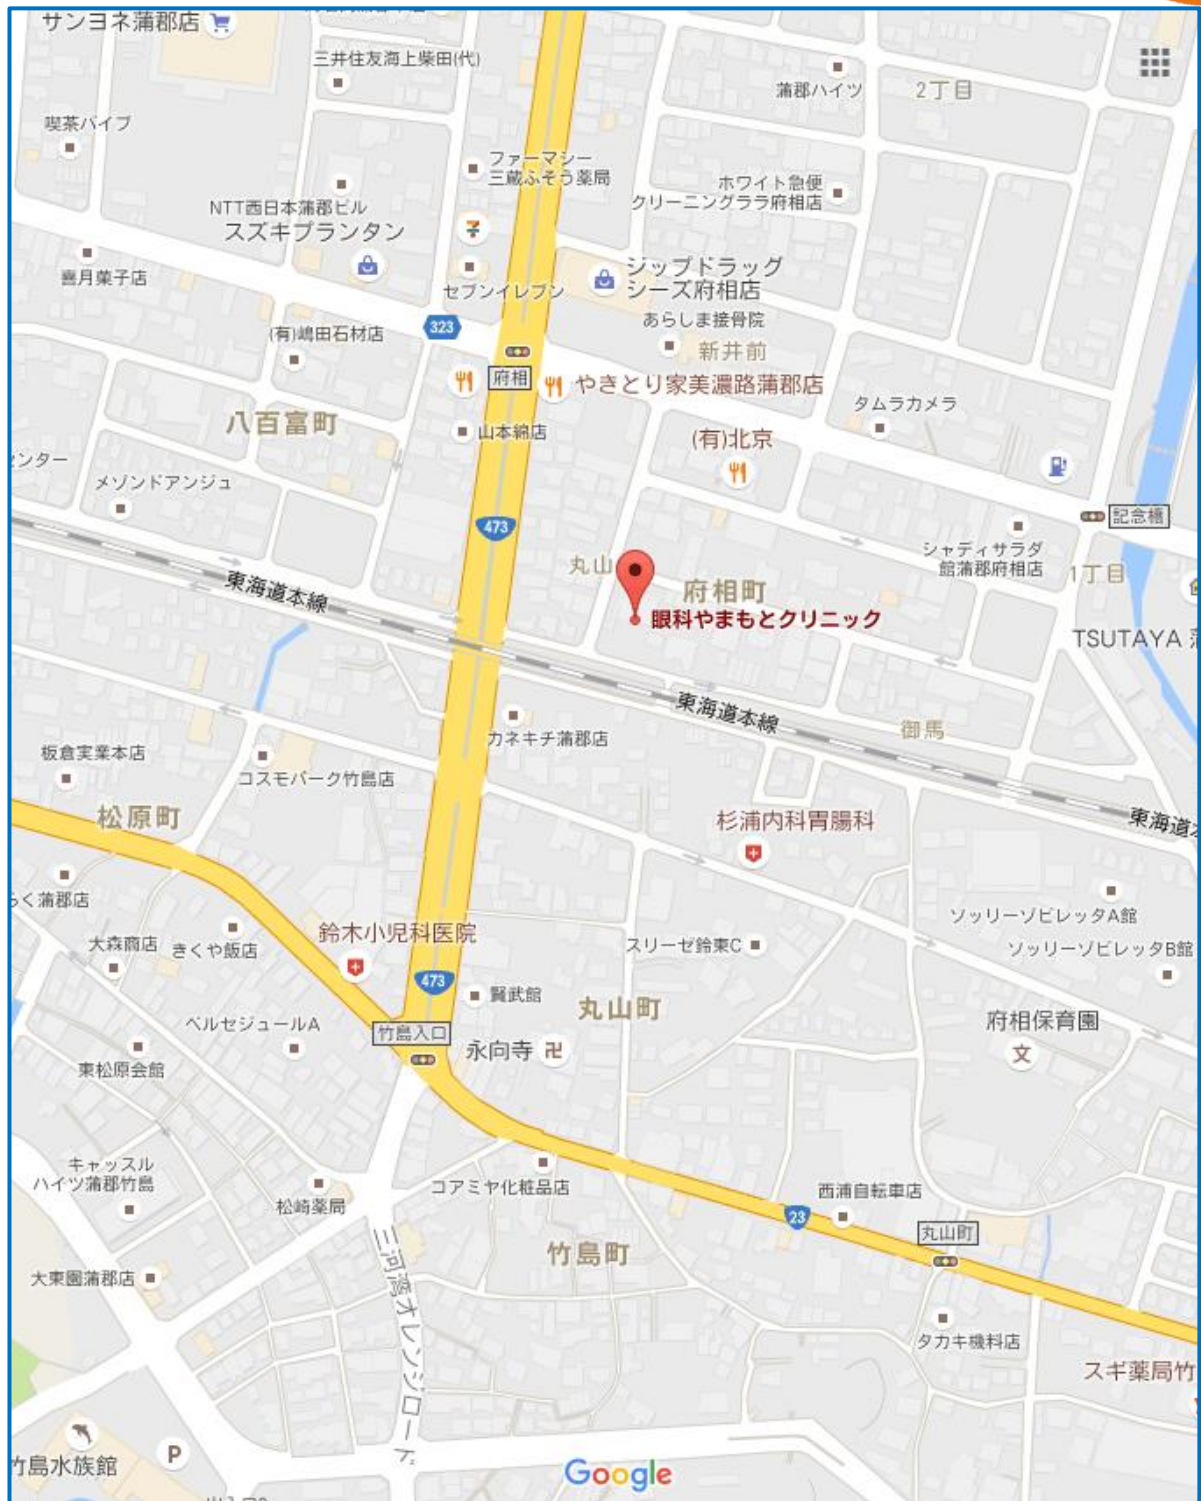 サンヨネ蒲郡店
三井住友海上柴田(代)
蒲郡ハイツ
2丁目
喫茶パイプ
ファーマシー
三蔵ふそう薬局
ホワイト急便
クリーニングララ府相店
NTT西日本蒲郡ビル
スズキプランタン
喜月菓子店
セブンイレブン
ジップドラッグ
シーズ府相店
あらしま接骨院
新井前
323
(有)嶋田石材店
府相
やきとり家美濃路蒲郡店
八百富町
山本綿店
タムラカメラ
(有)北京
センター
メゾンドアンジュ
473
記念橋
シャディサラダ
館蒲郡府相店
1丁目
丸山
府相町
眼科やまもとクリニック
東海道本線
TSUTAYA
東海道本線
御馬
カネキチ蒲郡店
板倉実業本店
コスモパーク竹島店
松原町
杉浦内科胃腸科
東海道本
らく蒲郡店
ソッリーゾビレッタA館
大森商店
きくや飯店
鈴木小児科医院
スリーゼ鈴東C
ソッリーゾビレッタB館
473
賢武館
丸山町
ベルセジュールA
竹島入口
永向寺
府相保育園
文
東松原会館
キャッスル
ハイツ蒲郡竹島
松崎薬局
コアミヤ化粧品店
西浦自転車店
23
丸山町
三河湾オレンジロード
竹島町
大東園蒲郡店
タカキ機料店
スギ薬局竹
竹島水族館
P
Google